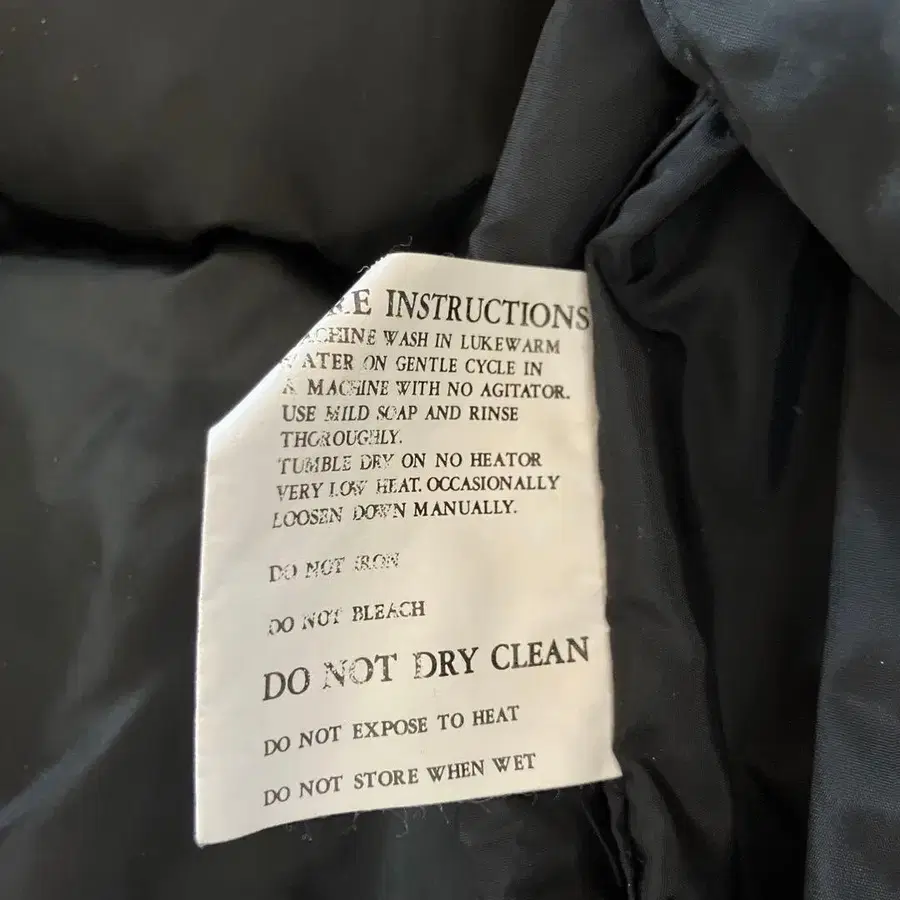 RE INSTRUCTIONS
MACHINE WASH IN LUKEWARM
WATER ON GENTLE CYCLE IN
A MACHINE WITH NO AGITATOR.
USE MILD SOAP AND RINSE
THOROUGHLY.
TUMBLE DRY ON NO HEATOR
VERY LOW HEAT. OCCASIONALLY
LOOSEN DOWN MANUALLY.
DO NOT IRON
DO NOT BLEACH
DO NOT DRY CLEAN
DO NOT EXPOSE TO HEAT
DO NOT STORE WHEN WET